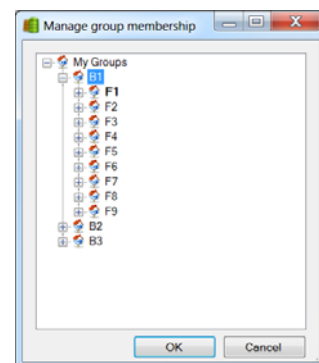 Manage group membership
My Groups
B1
F1
F2
F3
F4
F5
F6
F7
F8
F9
B2
B3
OK
Cancel